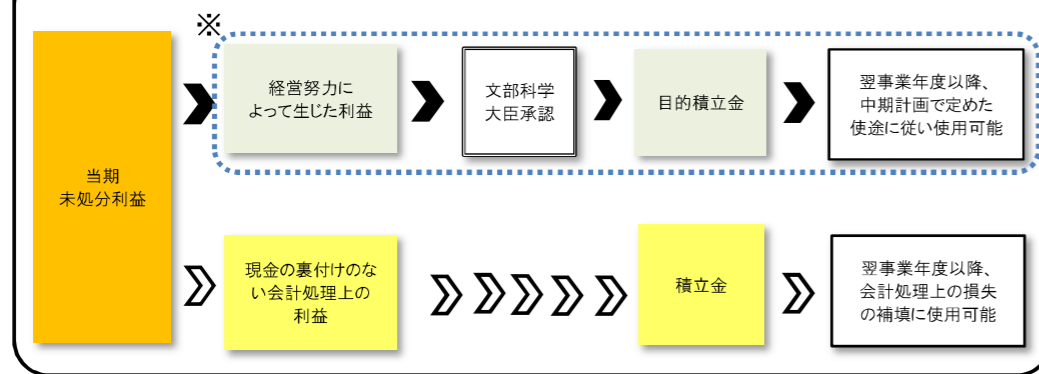 ※
経営努力に
よって生じた利益
文部科学
大臣承認
目的積立金
翌事業年度以降、
中期計画で定めた
使途に従い使用可能
当期
未処分利益
現金の裏付けのな
い会計処理上の
利益
積立金
翌事業年度以降、
会計処理上の損失
の補填に使用可能